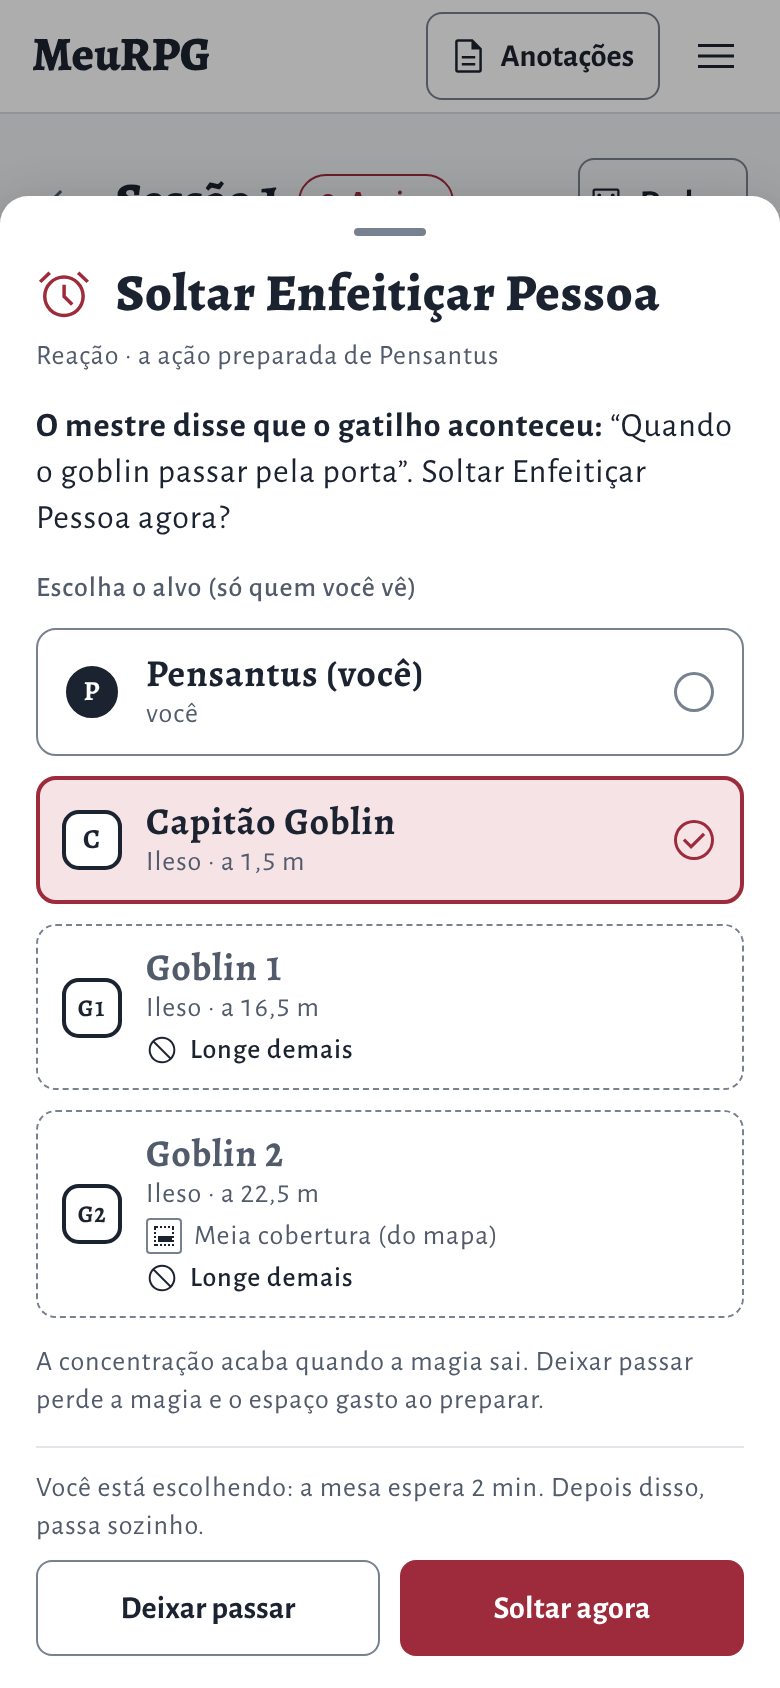 MeuRPG
Anotações
Sessão 1
Soltar Enfeitiçar Pessoa
Reação · a ação preparada de Pensantus
O mestre disse que o gatilho aconteceu: “Quando
o goblin passar pela porta”. Soltar Enfeitiçar
Pessoa agora?
Escolha o alvo (só quem você vê)
P
Pensantus (você)
você
C
Capitão Goblin
Ileso · a 1,5 m
G1
Goblin 1
Ileso · a 16,5 m
Longe demais
G2
Goblin 2
Ileso · a 22,5 m
Meia cobertura (do mapa)
Longe demais
A concentração acaba quando a magia sai. Deixar passar
perde a magia e o espaço gasto ao preparar.
Você está escolhendo: a mesa espera 2 min. Depois disso,
passa sozinho.
Deixar passar
Soltar agora